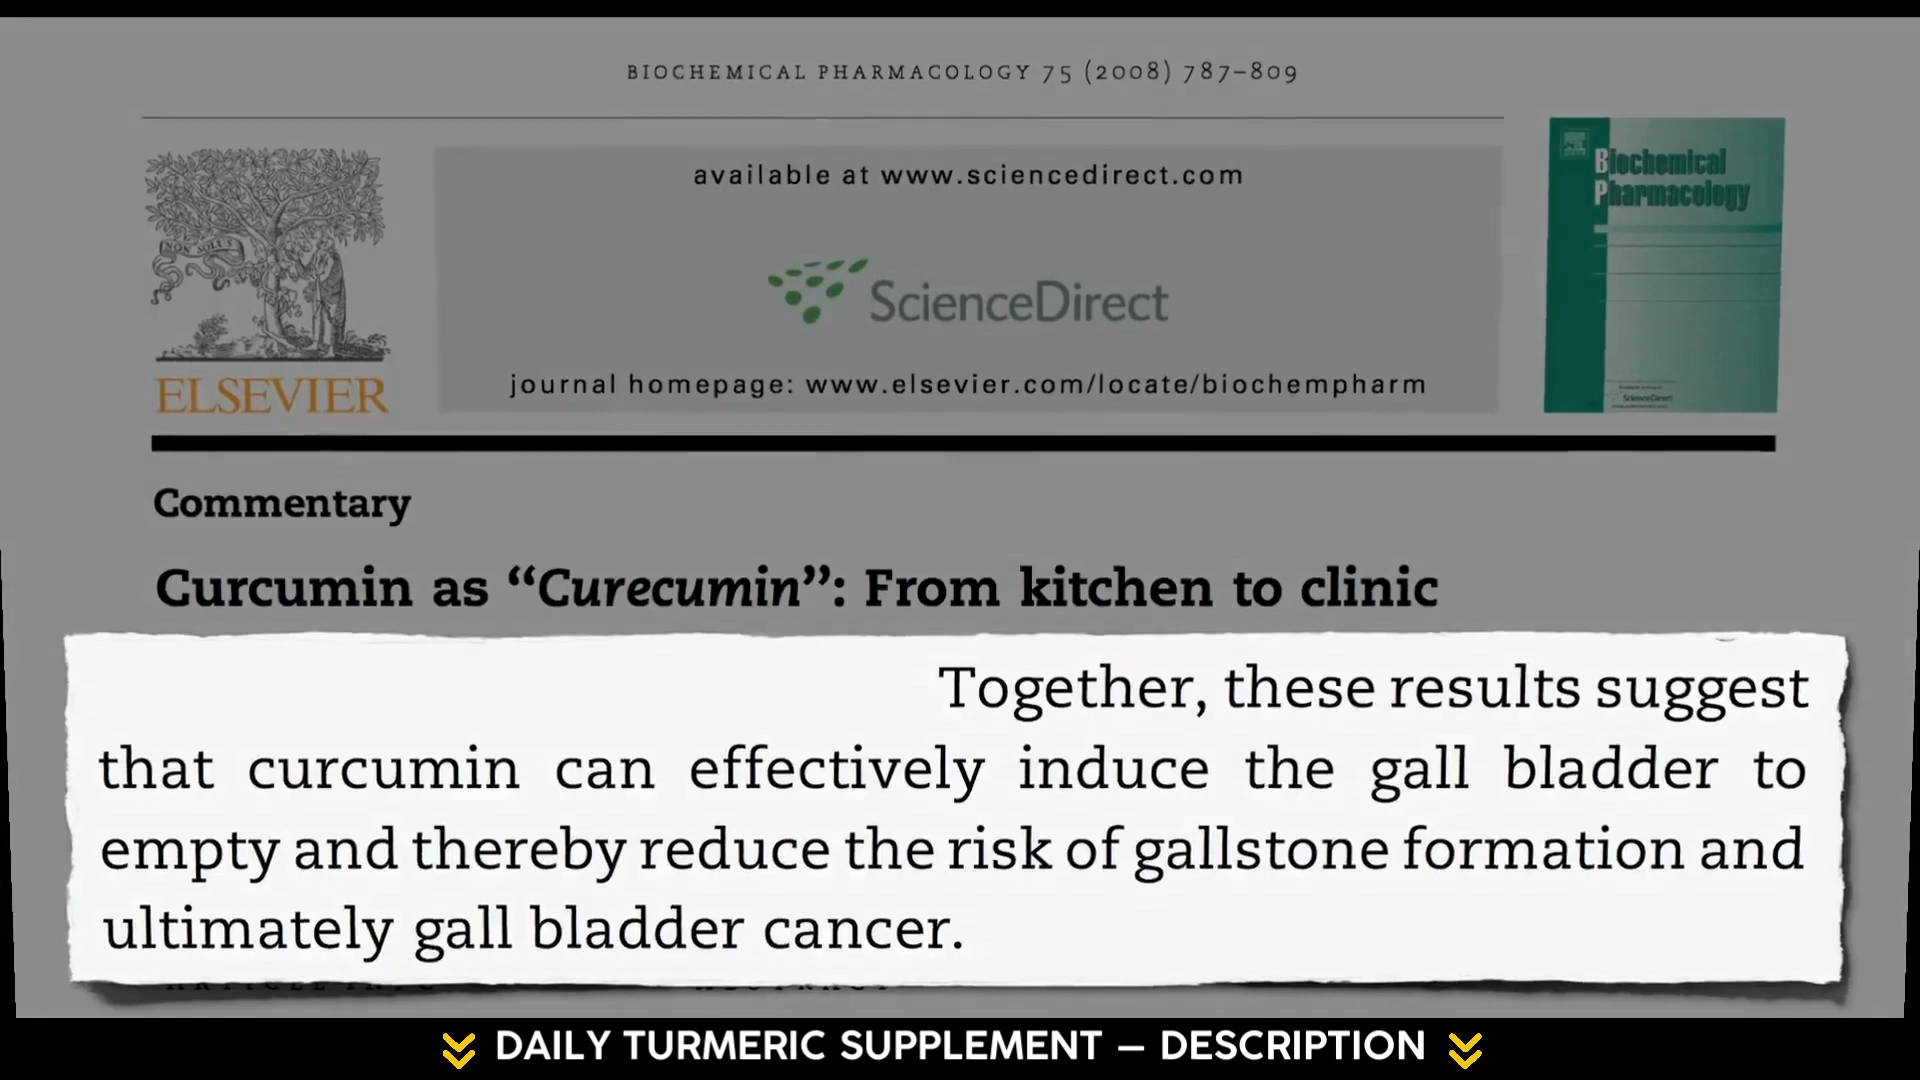 BIOCHEMICAL PHARMACOLOGY 75 (2008) 787–809
available at www.sciencedirect.com
NON SOLUS
ScienceDirect
ELSEVIER
journal homepage: www.elsevier.com/locate/biochempharm
Biochemical
Pharmacology
ScienceDirect
Commentary
Curcumin as “Curecumin”: From kitchen to clinic
Together, these results suggest
that curcumin can effectively induce the gall bladder to
empty and thereby reduce the risk of gallstone formation and
ultimately gall bladder cancer.
DAILY TURMERIC SUPPLEMENT – DESCRIPTION